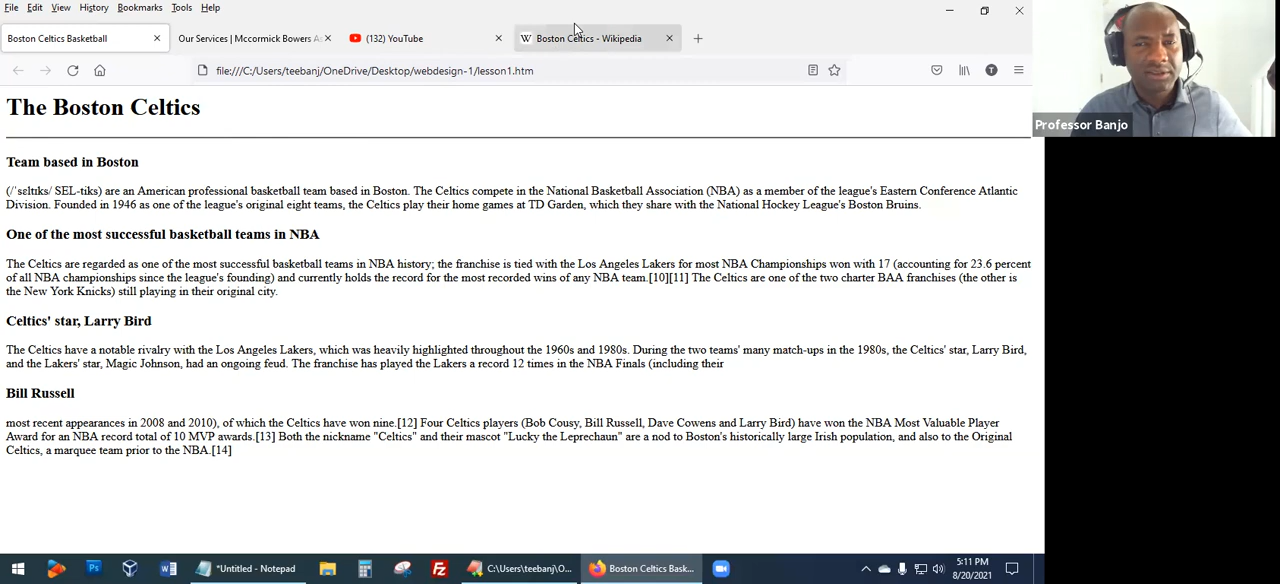 File Edit View History Bookmarks Tools Help
Boston Celtics Basketball
Our Services | Mccormick Bowers As
(132) YouTube
W Boston Celtics - Wikipedia
file:///C:/Users/teebanj/OneDrive/Desktop/webdesign-1/lesson1.htm
T
Professor Banjo
The Boston Celtics
Team based in Boston
(/ˈsɛltɪks/ SEL-tiks) are an American professional basketball team based in Boston. The Celtics compete in the National Basketball Association (NBA) as a member of the league's Eastern Conference Atlantic
Division. Founded in 1946 as one of the league's original eight teams, the Celtics play their home games at TD Garden, which they share with the National Hockey League's Boston Bruins.
One of the most successful basketball teams in NBA
The Celtics are regarded as one of the most successful basketball teams in NBA history; the franchise is tied with the Los Angeles Lakers for most NBA Championships won with 17 (accounting for 23.6 percent
of all NBA championships since the league's founding) and currently holds the record for the most recorded wins of any NBA team.[10][11] The Celtics are one of the two charter BAA franchises (the other is
the New York Knicks) still playing in their original city.
Celtics' star, Larry Bird
The Celtics have a notable rivalry with the Los Angeles Lakers, which was heavily highlighted throughout the 1960s and 1980s. During the two teams' many match-ups in the 1980s, the Celtics' star, Larry Bird,
and the Lakers' star, Magic Johnson, had an ongoing feud. The franchise has played the Lakers a record 12 times in the NBA Finals (including their
Bill Russell
most recent appearances in 2008 and 2010), of which the Celtics have won nine.[12] Four Celtics players (Bob Cousy, Bill Russell, Dave Cowens and Larry Bird) have won the NBA Most Valuable Player
Award for an NBA record total of 10 MVP awards.[13] Both the nickname "Celtics" and their mascot "Lucky the Leprechaun" are a nod to Boston's historically large Irish population, and also to the Original
Celtics, a marquee team prior to the NBA.[14]
Ps
W
*Untitled - Notepad
FZ
C:\Users\teebanj\O...
Boston Celtics Bask...
5:11 PM
8/20/2021